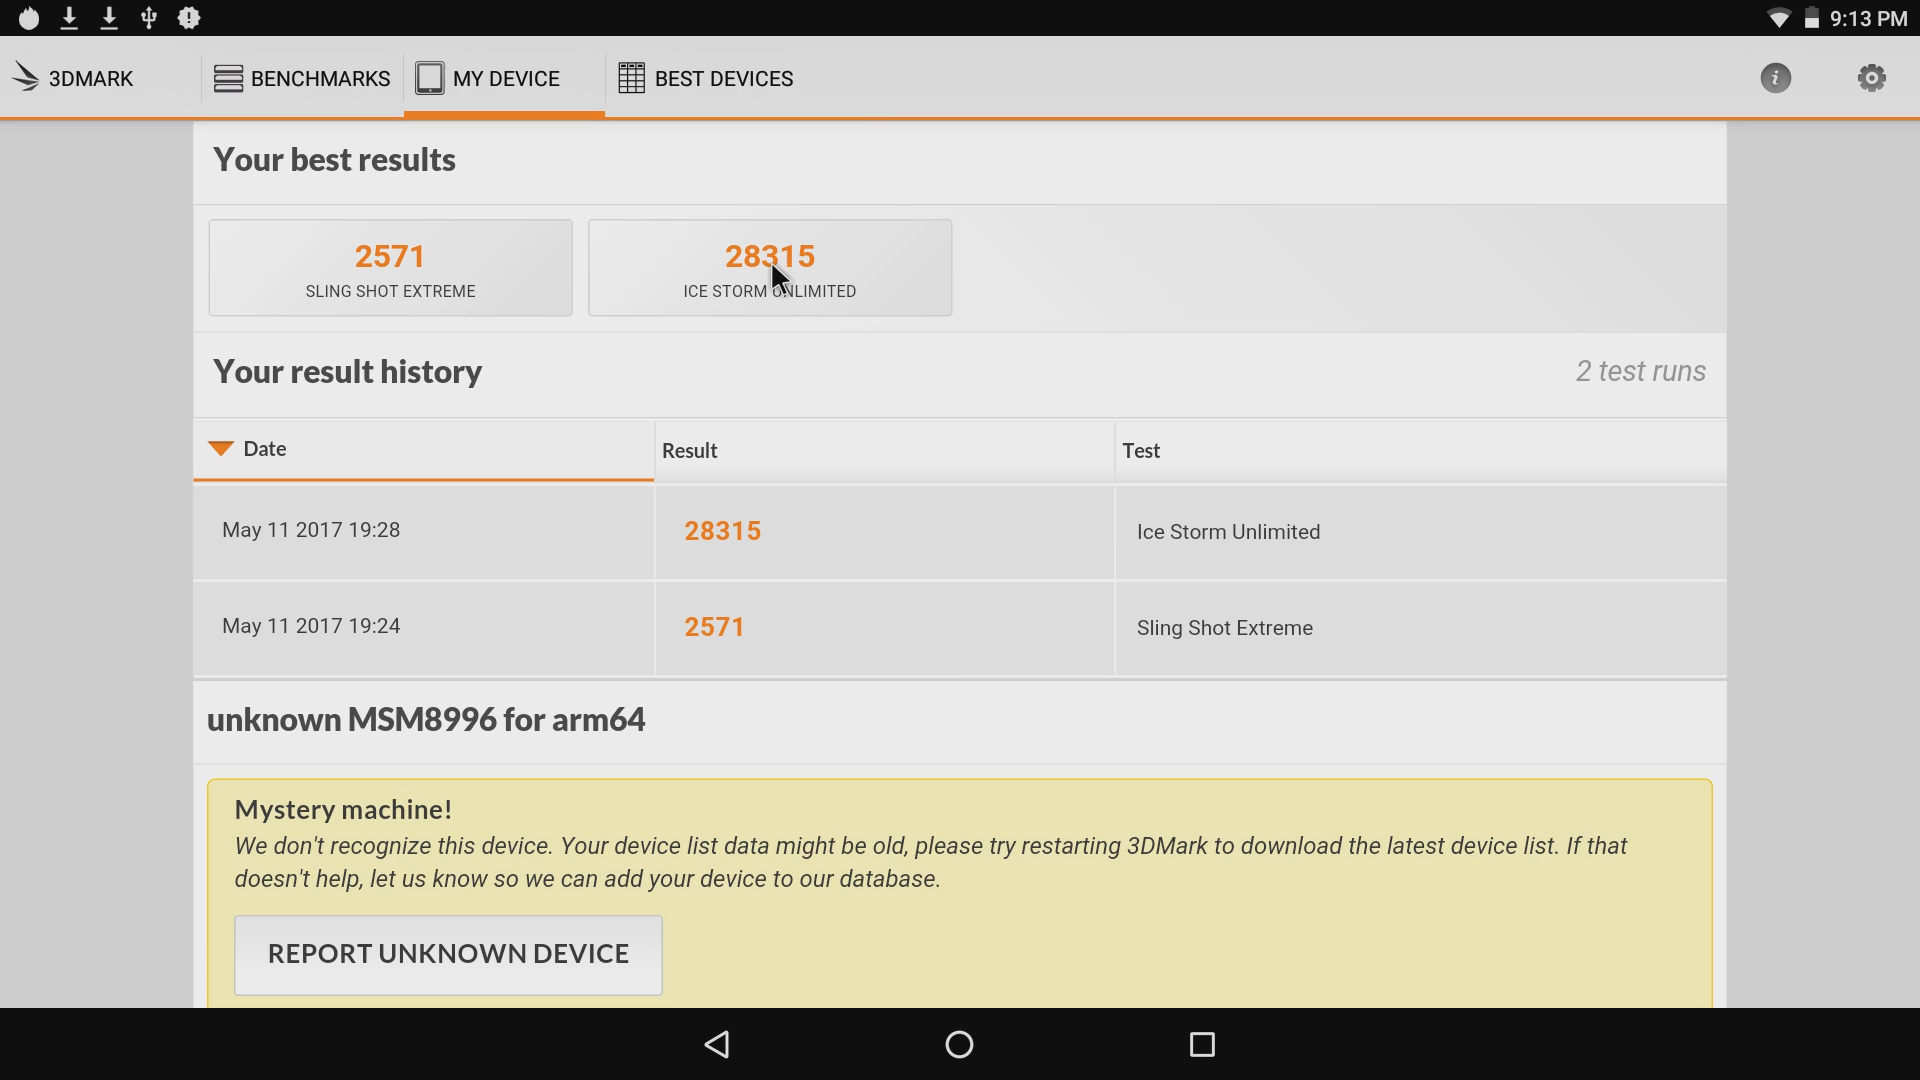 9:13 PM
3DMARK
BENCHMARKS
MY DEVICE
BEST DEVICES
Your best results
2571
SLING SHOT EXTREME
28315
ICE STORM UNLIMITED
Your result history
2 test runs
Date
Result
Test
May 11 2017 19:28
28315
Ice Storm Unlimited
May 11 2017 19:24
2571
Sling Shot Extreme
unknown MSM8996 for arm64
Mystery machine!
We don't recognize this device. Your device list data might be old, please try restarting 3DMark to download the latest device list. If that
doesn't help, let us know so we can add your device to our database.
REPORT UNKNOWN DEVICE